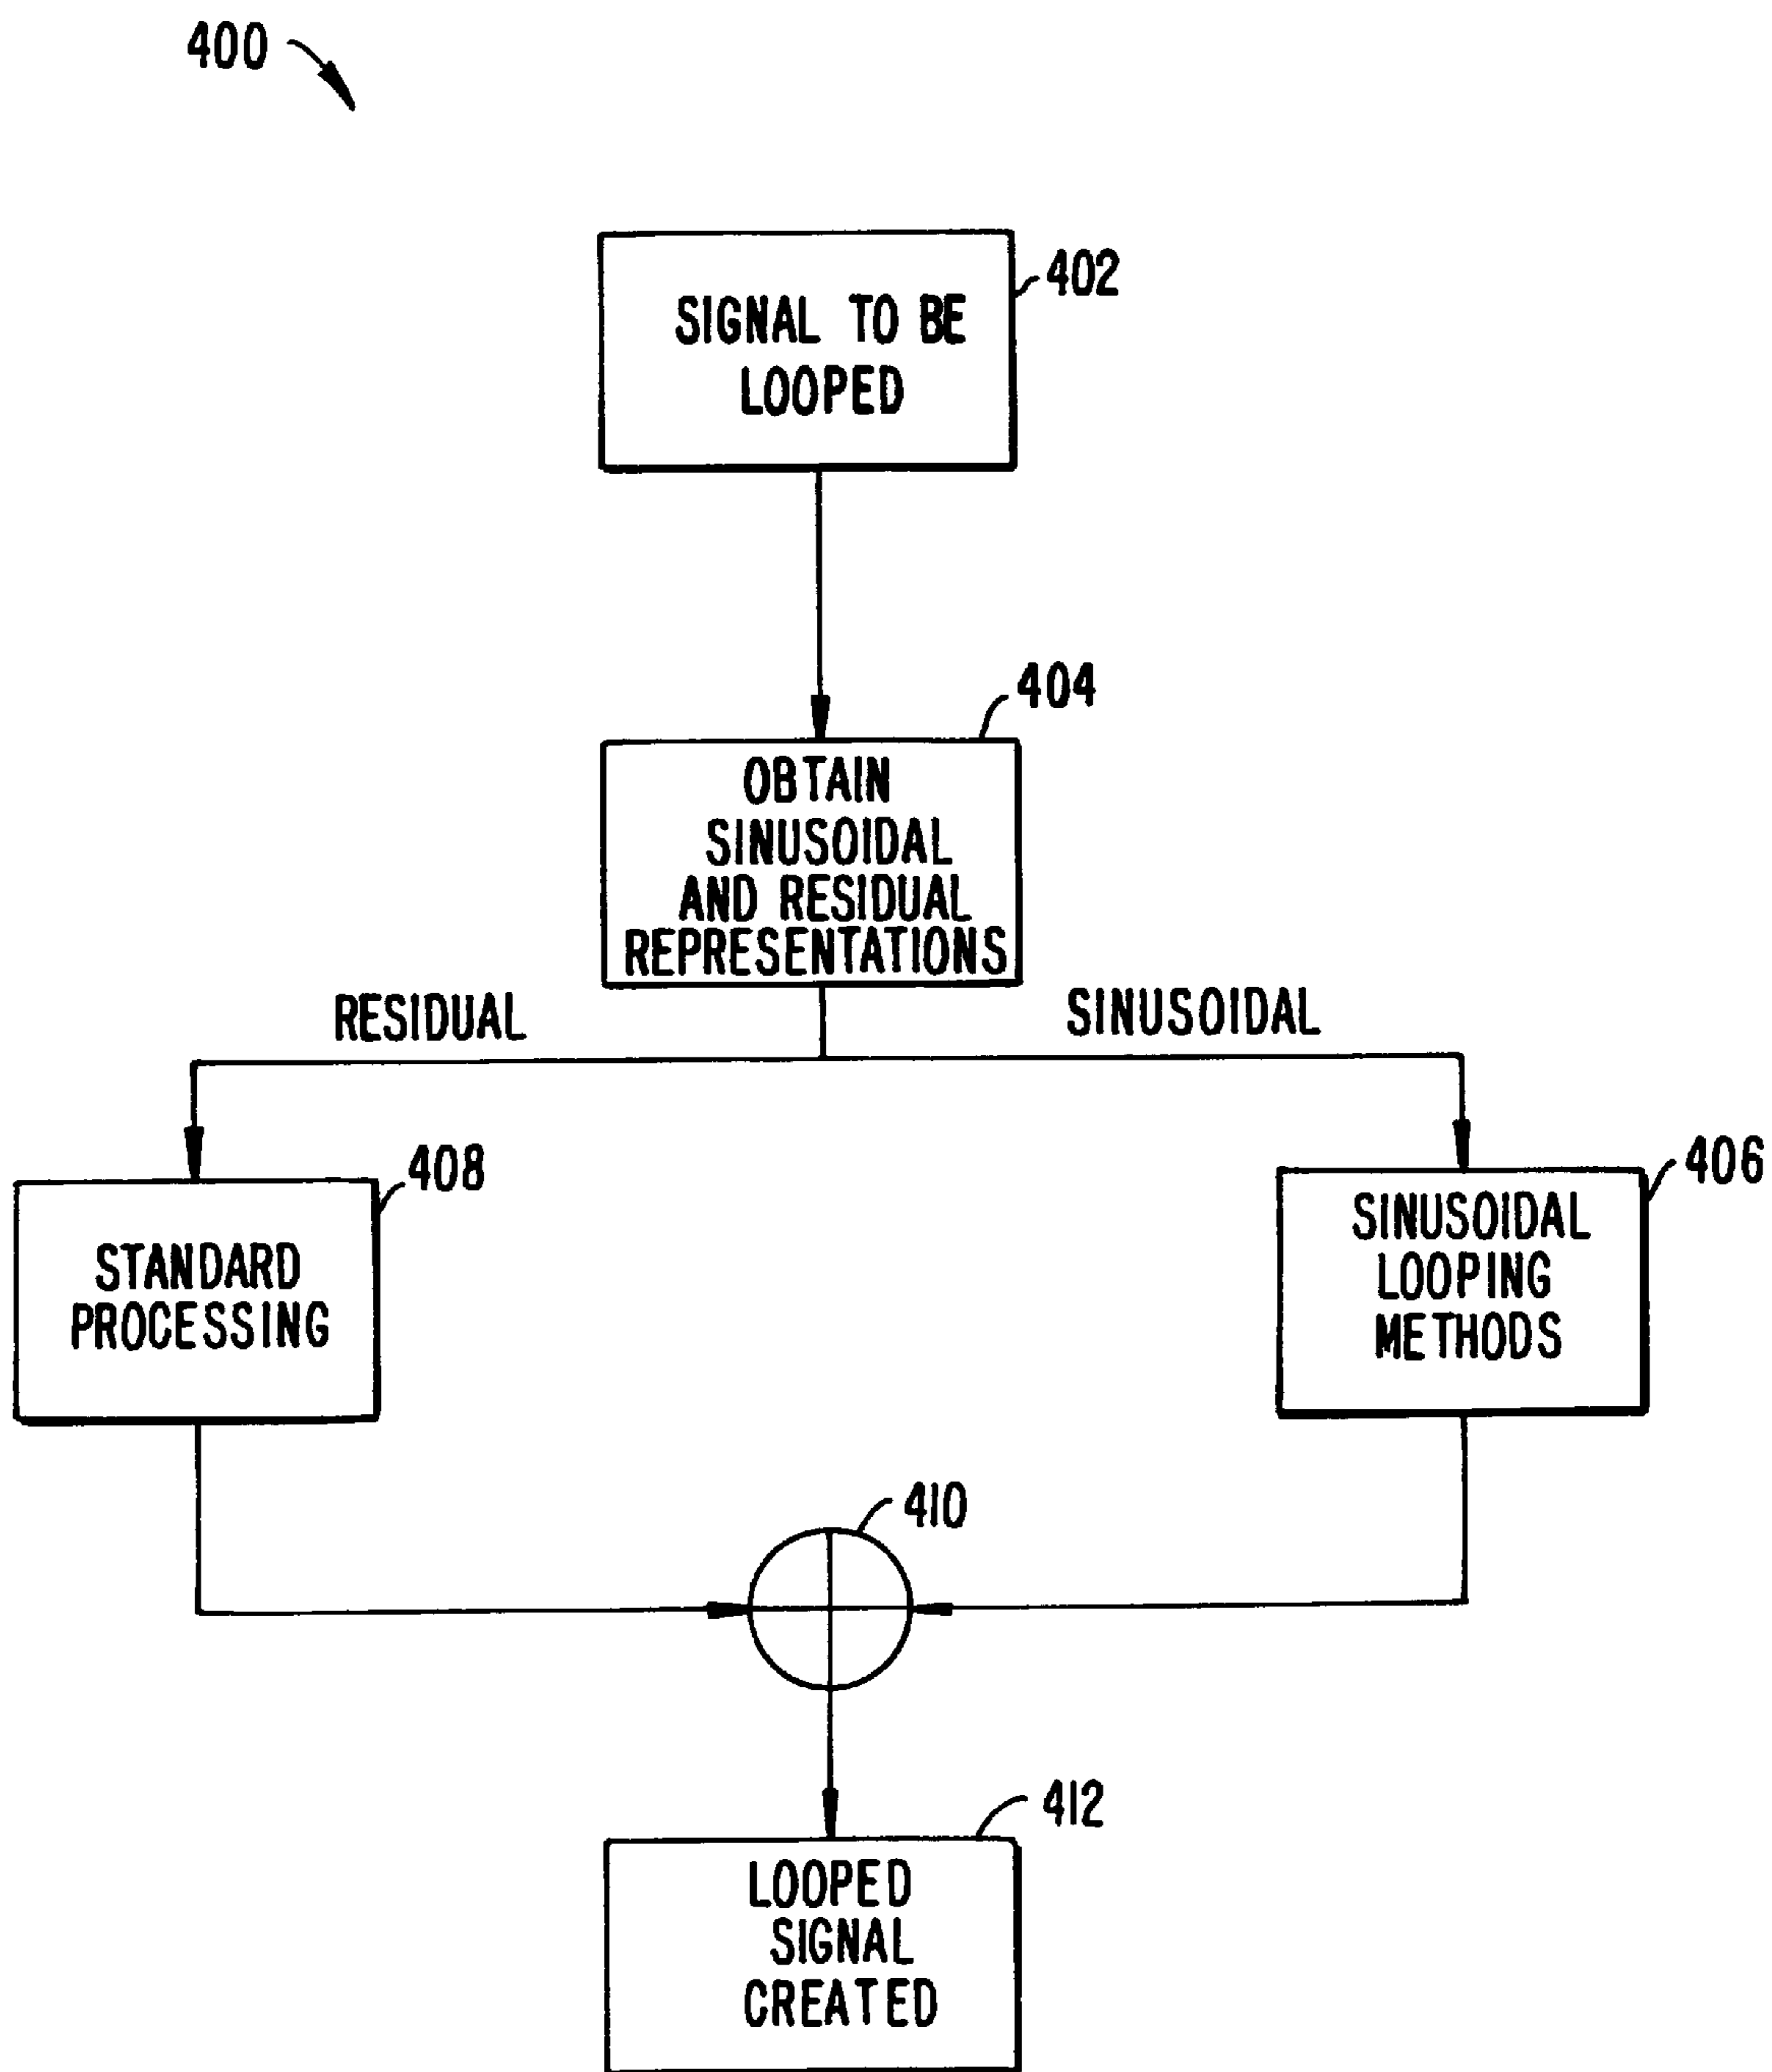 400
402
SIGNAL TO BE
LOOPED
404
OBTAIN
SINUSOIDAL
AND RESIDUAL
REPRESENTATIONS
RESIDUAL
SINUSOIDAL
408
STANDARD
PROCESSING
406
SINUSOIDAL
LOOPING
METHODS
410
412
LOOPED
SIGNAL
CREATED